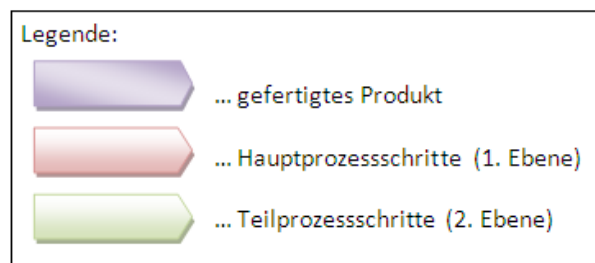 Legende:
... gefertigtes Produkt
... Hauptprozessschritte (1. Ebene)
... Teilprozessschritte (2. Ebene)